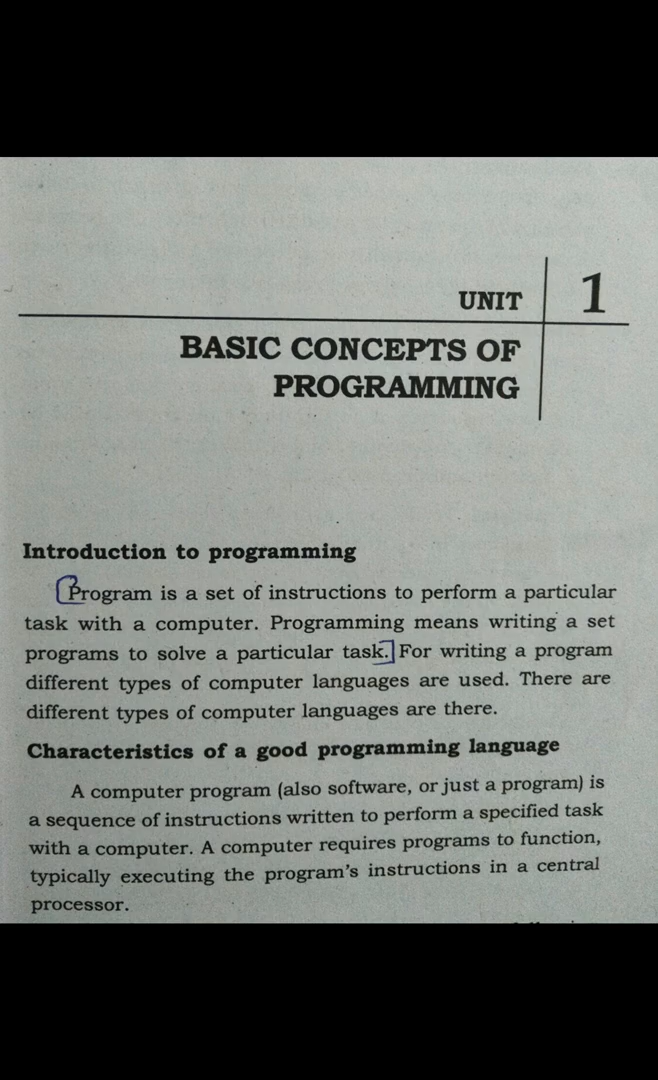 UNIT 1
BASIC CONCEPTS OF
PROGRAMMING
Introduction to programming
Program is a set of instructions to perform a particular
task with a computer. Programming means writing a set
programs to solve a particular task. For writing a program
different types of computer languages are used. There are
different types of computer languages are there.
Characteristics of a good programming language
A computer program (also software, or just a program) is
a sequence of instructions written to perform a specified task
with a computer. A computer requires programs to function,
typically executing the program's instructions in a central
processor.